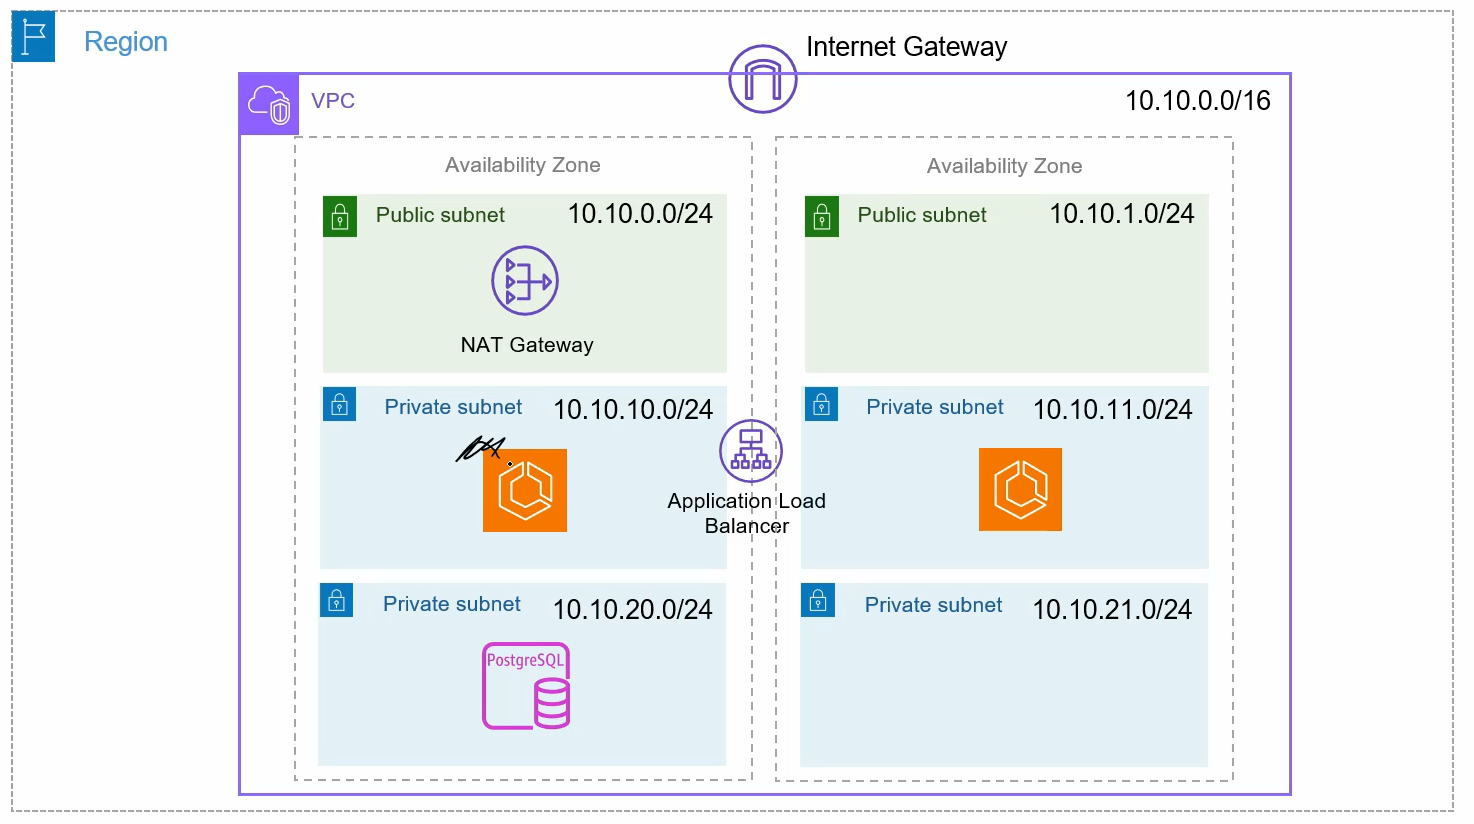 Region
Internet Gateway
VPC
10.10.0.0/16
Availability Zone
Public subnet 10.10.0.0/24
NAT Gateway
Private subnet 10.10.10.0/24
Private subnet 10.10.20.0/24
PostgreSQL
Application Load
Balancer
Availability Zone
Public subnet 10.10.1.0/24
Private subnet 10.10.11.0/24
Private subnet 10.10.21.0/24